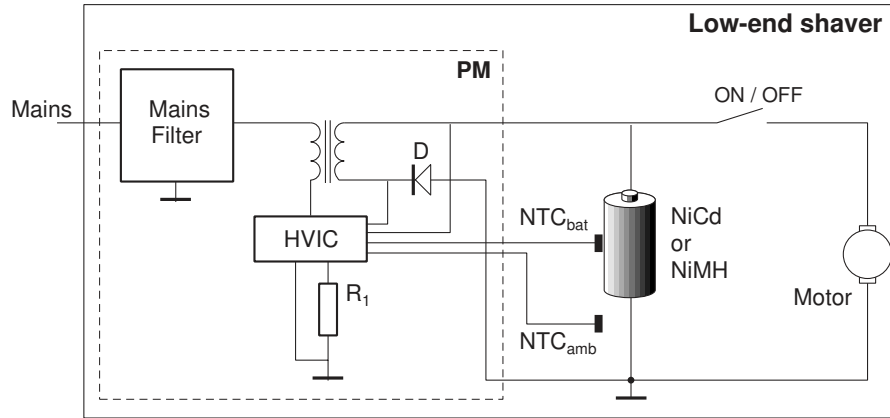 Low-end shaver
PM
Mains
Mains
Filter
ON / OFF
D
HVIC
NTCbat
NiCd
or
NiMH
R1
Motor
NTCamb